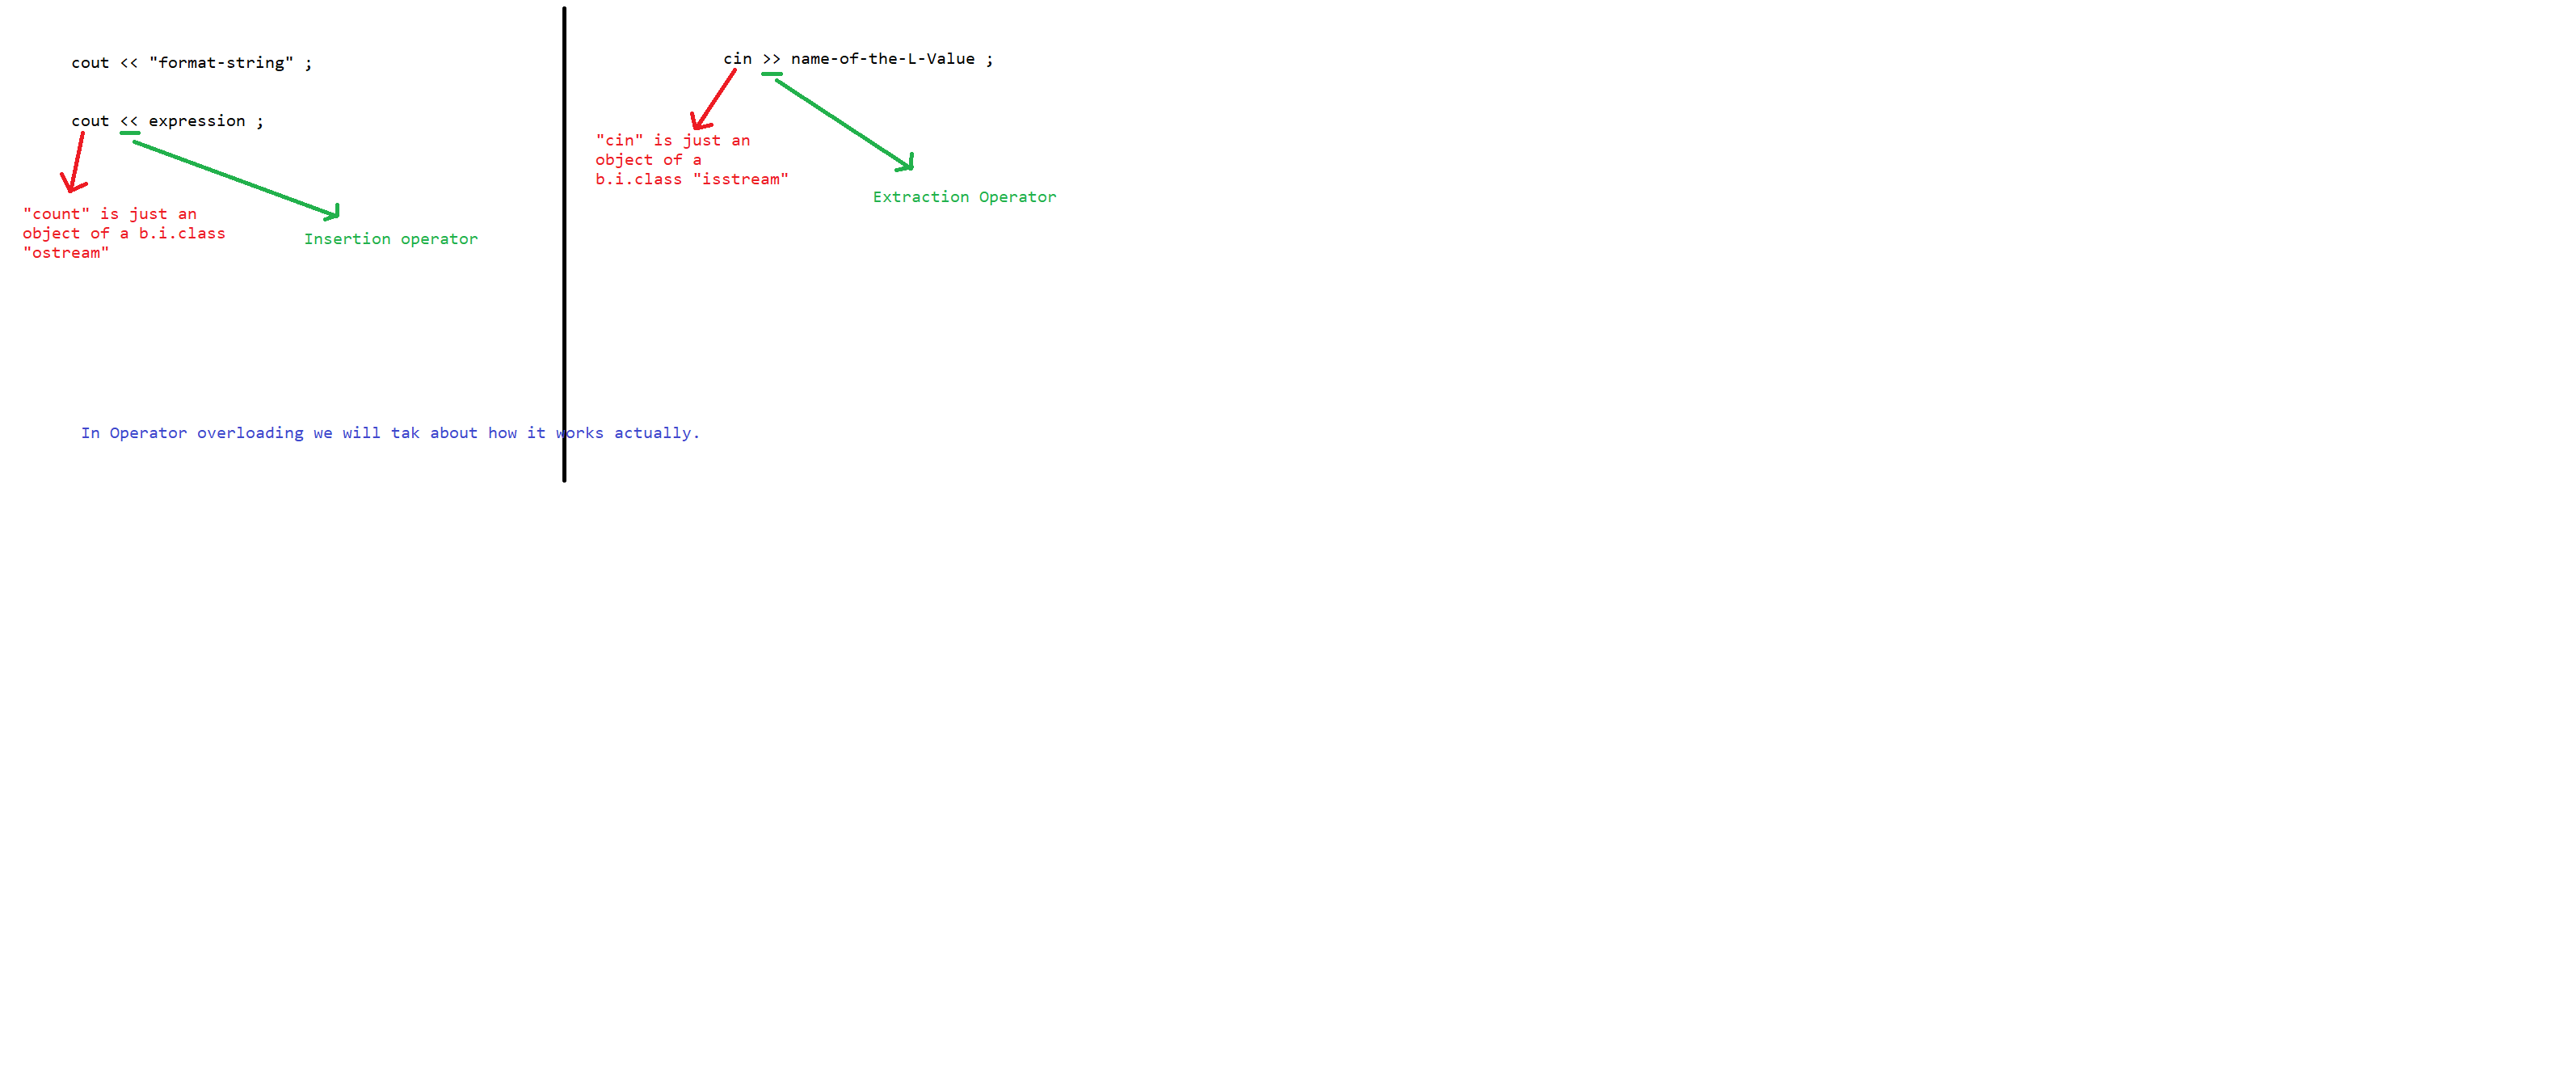 cout << "format-string" ;
cout << expression ;
"count" is just an
object of a b.i.class
"ostream"
Insertion operator
cin >> name-of-the-L-Value ;
"cin" is just an
object of a
b.i.class "isstream"
Extraction Operator
In Operator overloading we will tak about how it works actually.